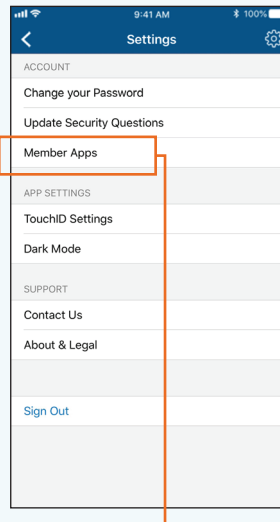 9:41 AM
100%
Settings
ACCOUNT
Change your Password
Update Security Questions
Member Apps
APP SETTINGS
TouchID Settings
Dark Mode
SUPPORT
Contact Us
About & Legal
Sign Out